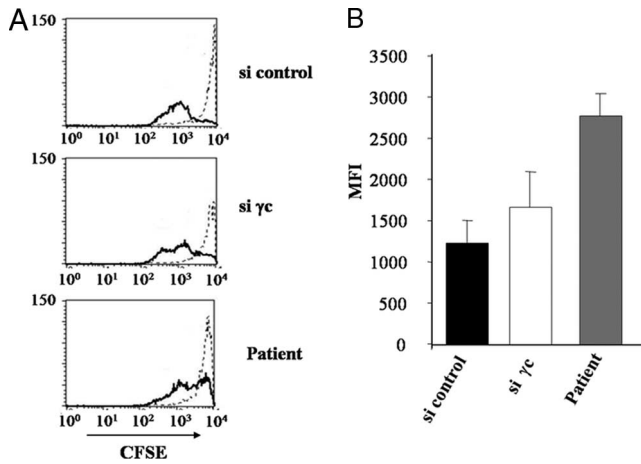 A
150
si control
10⁰ 10¹ 10² 10³ 10⁴
150
si γc
10⁰ 10¹ 10² 10³ 10⁴
150
Patient
10⁰ 10¹ 10² 10³ 10⁴
CFSE
B
3500
3000
2500
2000
1500
1000
500
0
MFI
si control
si γc
Patient